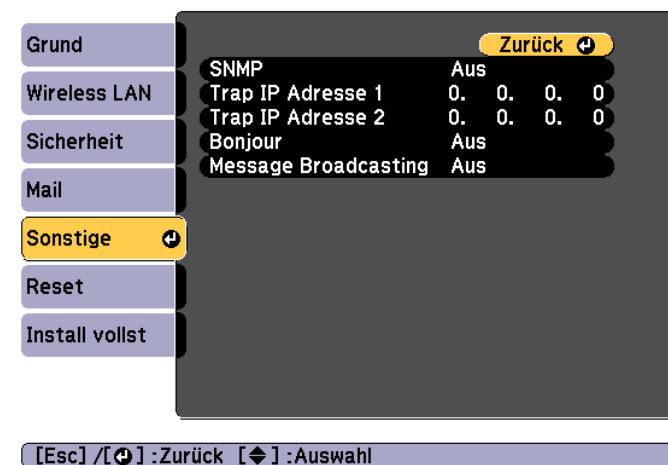 Grund
Wireless LAN
Sicherheit
Mail
Sonstige
Reset
Install vollst
Zurück
SNMP Aus
Trap IP Adresse 1 0. 0. 0. 0
Trap IP Adresse 2 0. 0. 0. 0
Bonjour Aus
Message Broadcasting Aus
[Esc] /[⏎] :Zurück [◆] :Auswahl